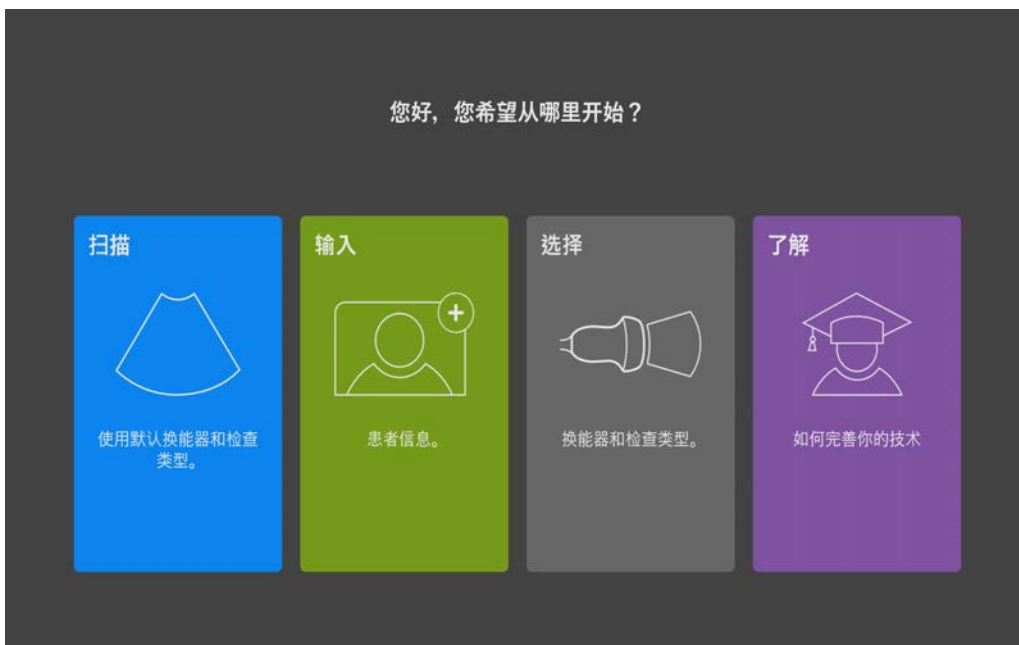 您好，您希望从哪里开始？
扫描
使用默认换能器和检查
类型。
输入
患者信息。
选择
换能器和检查类型。
了解
如何完善你的技术